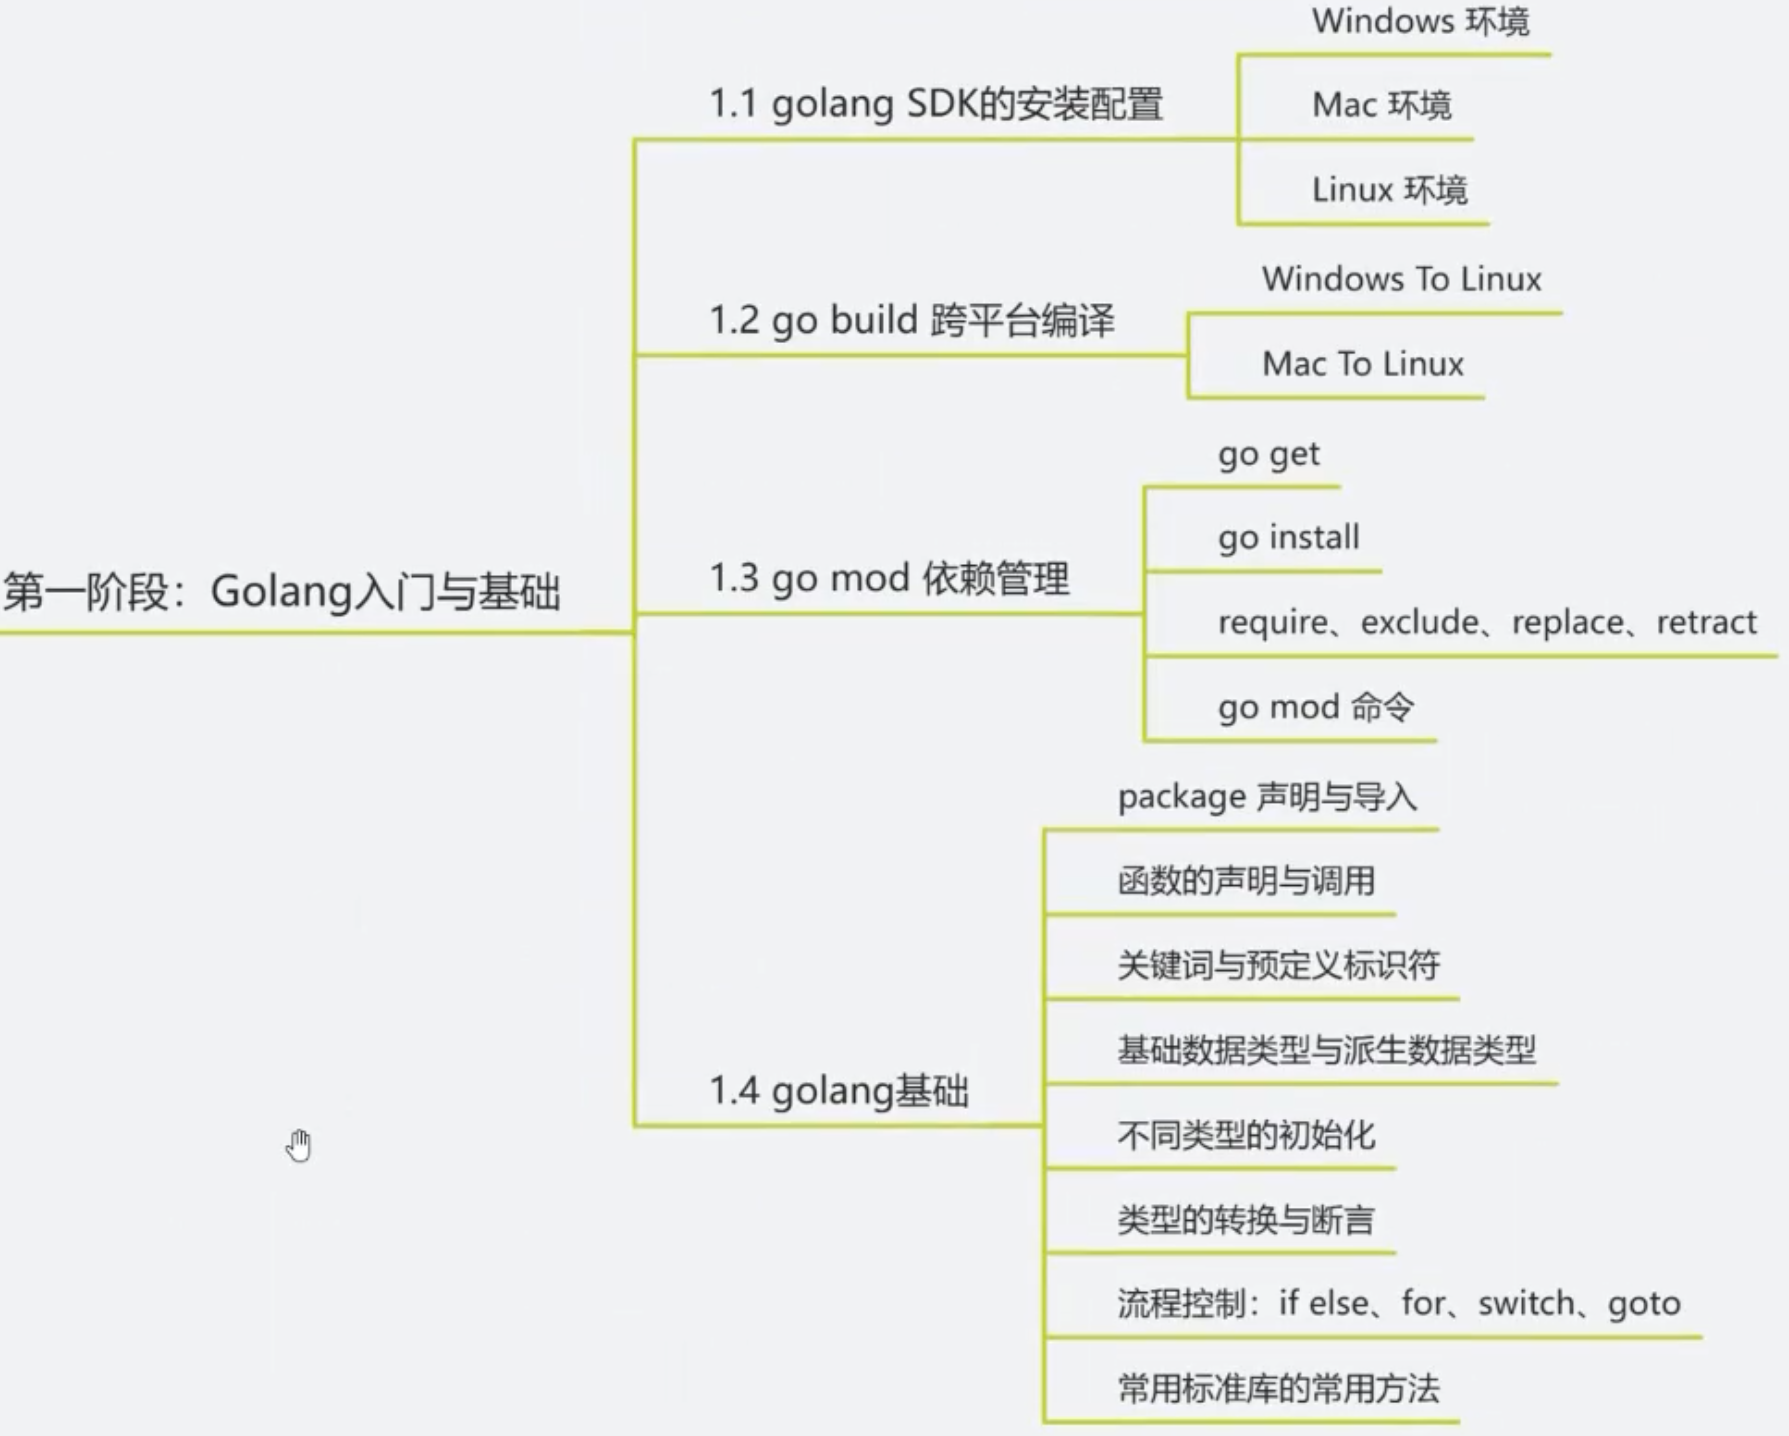 第一阶段：Golang入门与基础
1.1 golang SDK的安装配置
Windows 环境
Mac 环境
Linux 环境
1.2 go build 跨平台编译
Windows To Linux
Mac To Linux
1.3 go mod 依赖管理
go get
go install
require、exclude、replace、retract
go mod 命令
1.4 golang基础
package 声明与导入
函数的声明与调用
关键词与预定义标识符
基础数据类型与派生数据类型
不同类型的初始化
类型的转换与断言
流程控制：if else、for、switch、goto
常用标准库的常用方法